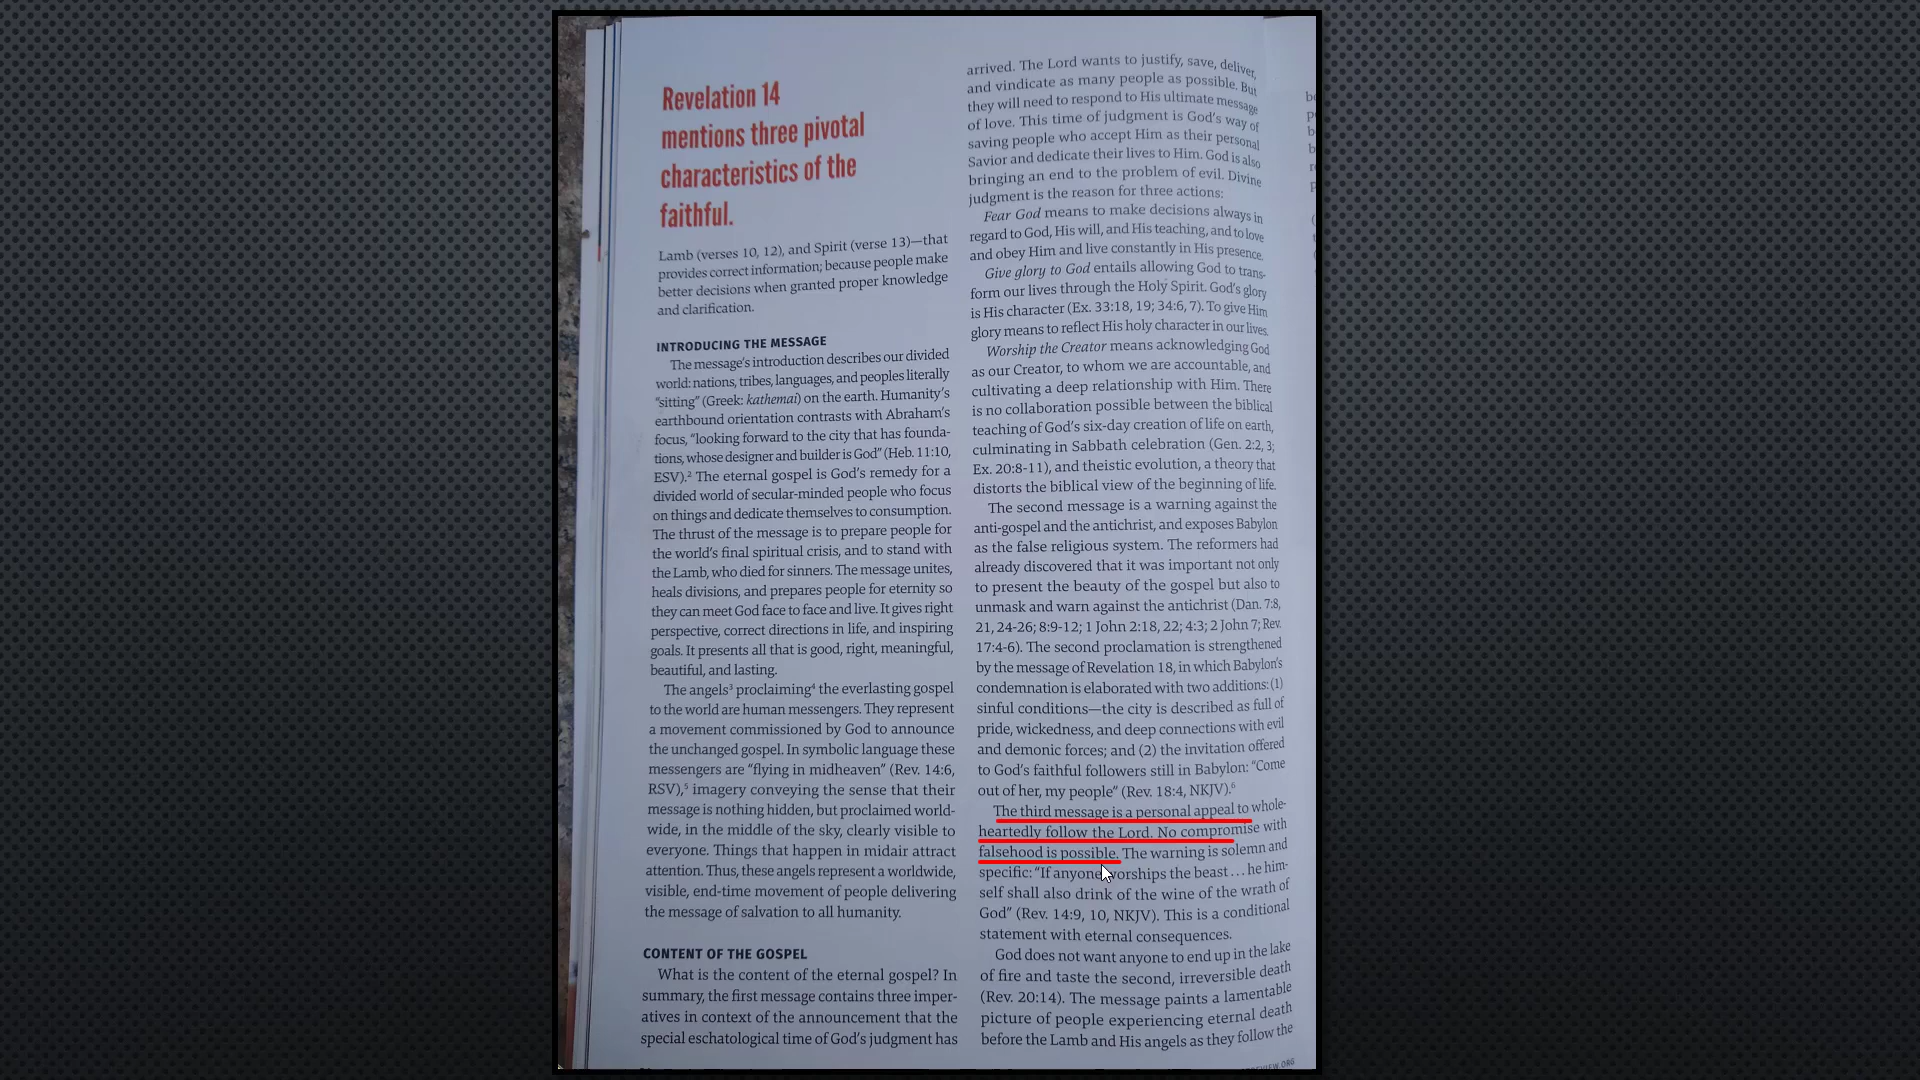 Revelation 14
mentions three pivotal
characteristics of the
faithful.
Lamb (verses 10, 12), and Spirit (verse 13)—that
provides correct information; because people make
better decisions when granted proper knowledge
and clarification.
INTRODUCING THE MESSAGE
The message's introduction describes our divided
world: nations, tribes, languages, and peoples literally
"sitting" (Greek: kathemai) on the earth. Humanity's
earthbound orientation contrasts with Abraham's
focus, "looking forward to the city that has founda-
tions, whose designer and builder is God" (Heb. 11:10,
ESV).² The eternal gospel is God's remedy for a
divided world of secular-minded people who focus
on things and dedicate themselves to consumption.
The thrust of the message is to prepare people for
the world's final spiritual crisis, and to stand with
the Lamb, who died for sinners. The message unites,
heals divisions, and prepares people for eternity so
they can meet God face to face and live. It gives right
perspective, correct directions in life, and inspiring
goals. It presents all that is good, right, meaningful,
beautiful, and lasting.
The angels³ proclaiming⁴ the everlasting gospel
to the world are human messengers. They represent
a movement commissioned by God to announce
the unchanged gospel. In symbolic language these
messengers are "flying in midheaven" (Rev. 14:6,
RSV),⁵ imagery conveying the sense that their
message is nothing hidden, but proclaimed world-
wide, in the middle of the sky, clearly visible to
everyone. Things that happen in midair attract
attention. Thus, these angels represent a worldwide,
visible, end-time movement of people delivering
the message of salvation to all humanity.
CONTENT OF THE GOSPEL
What is the content of the eternal gospel? In
summary, the first message contains three imper-
atives in context of the announcement that the
special eschatological time of God's judgment has
arrived. The Lord wants to justify, save, deliver,
and vindicate as many people as possible. But
they will need to respond to His ultimate message
of love. This time of judgment is God's way of
saving people who accept Him as their personal
Savior and dedicate their lives to Him. God is also
bringing an end to the problem of evil. Divine
judgment is the reason for three actions:
Fear God means to make decisions always in
regard to God, His will, and His teaching, and to love
and obey Him and live constantly in His presence.
Give glory to God entails allowing God to trans-
form our lives through the Holy Spirit. God's glory
is His character (Ex. 33:18, 19; 34:6, 7). To give Him
glory means to reflect His holy character in our lives.
Worship the Creator means acknowledging God
as our Creator, to whom we are accountable, and
cultivating a deep relationship with Him. There
is no collaboration possible between the biblical
teaching of God's six-day creation of life on earth,
culminating in Sabbath celebration (Gen. 2:2, 3;
Ex. 20:8-11), and theistic evolution, a theory that
distorts the biblical view of the beginning of life.
The second message is a warning against the
anti-gospel and the antichrist, and exposes Babylon
as the false religious system. The reformers had
already discovered that it was important not only
to present the beauty of the gospel but also to
unmask and warn against the antichrist (Dan. 7:8,
21, 24-26; 8:9-12; 1 John 2:18, 22; 4:3; 2 John 7; Rev.
17:4-6). The second proclamation is strengthened
by the message of Revelation 18, in which Babylon's
condemnation is elaborated with two additions: (1)
sinful conditions—the city is described as full of
pride, wickedness, and deep connections with evil
and demonic forces; and (2) the invitation offered
to God's faithful followers still in Babylon: "Come
out of her, my people" (Rev. 18:4, NKJV).⁶
The third message is a personal appeal to whole-
heartedly follow the Lord. No compromise with
falsehood is possible. The warning is solemn and
specific: "If anyone worships the beast . . . he him-
self shall also drink of the wine of the wrath of
God" (Rev. 14:9, 10, NKJV). This is a conditional
statement with eternal consequences.
God does not want anyone to end up in the lake
of fire and taste the second, irreversible death
(Rev. 20:14). The message paints a lamentable
picture of people experiencing eternal death
before the Lamb and His angels as they follow the